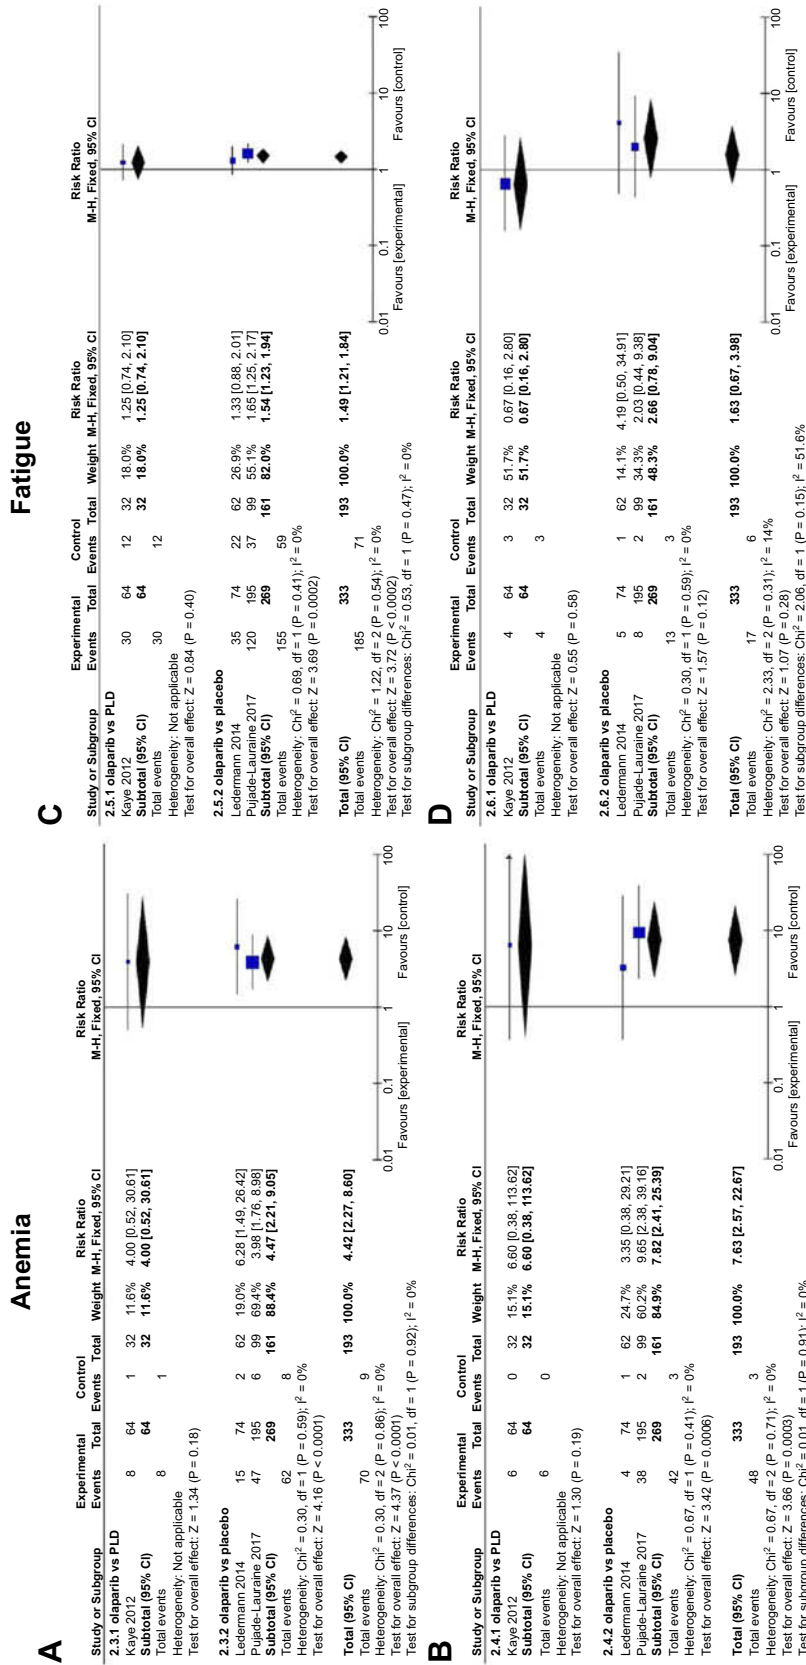 Anemia
A
Experimental Control Risk Ratio Risk Ratio
Study or Subgroup Events Total Events Total Weight M-H, Fixed, 95% CI M-H, Fixed, 95% CI
2.3.1 olaparib vs PLD
Kaye 2012 8 64 1 32 11.6% 4.00 [0.52, 30.61]
Subtotal (95% CI) 64 32 11.6% 4.00 [0.52, 30.61]
Total events 8 1
Heterogeneity: Not applicable
Test for overall effect: Z = 1.34 (P = 0.18)
2.3.2 olaparib vs placebo
Ledermann 2014 15 74 2 62 19.0% 6.28 [1.49, 26.42]
Pujade-Lauraine 2017 47 195 6 99 69.4% 3.98 [1.76, 8.98]
Subtotal (95% CI) 269 161 88.4% 4.47 [2.21, 9.05]
Total events 62 8
Heterogeneity: Chi² = 0.30, df = 1 (P = 0.59); I² = 0%
Test for overall effect: Z = 4.16 (P < 0.0001)
Total (95% CI) 333 193 100.0% 4.42 [2.27, 8.60]
Total events 70 9
Heterogeneity: Chi² = 0.30, df = 2 (P = 0.86); I² = 0%
Test for overall effect: Z = 4.37 (P < 0.0001)
Test for subgroup differences: Chi² = 0.01, df = 1 (P = 0.92); I² = 0%
0.01 0.1 1 10 100
Favours [experimental] Favours [control]
B
Experimental Control Risk Ratio Risk Ratio
Study or Subgroup Events Total Events Total Weight M-H, Fixed, 95% CI M-H, Fixed, 95% CI
2.4.1 olaparib vs PLD
Kaye 2012 6 64 0 32 15.1% 6.60 [0.38, 113.62]
Subtotal (95% CI) 64 32 15.1% 6.60 [0.38, 113.62]
Total events 6 0
Heterogeneity: Not applicable
Test for overall effect: Z = 1.30 (P = 0.19)
2.4.2 olaparib vs placebo
Ledermann 2014 4 74 1 62 24.7% 3.35 [0.38, 29.21]
Pujade-Lauraine 2017 38 195 2 99 60.2% 9.65 [2.38, 39.16]
Subtotal (95% CI) 269 161 84.9% 7.82 [2.41, 25.39]
Total events 42 3
Heterogeneity: Chi² = 0.67, df = 1 (P = 0.41); I² = 0%
Test for overall effect: Z = 3.42 (P = 0.0006)
Total (95% CI) 333 193 100.0% 7.63 [2.57, 22.67]
Total events 48 3
Heterogeneity: Chi² = 0.67, df = 2 (P = 0.71); I² = 0%
Test for overall effect: Z = 3.66 (P = 0.0003)
Test for subgroup differences: Chi² = 0.01, df = 1 (P = 0.91); I² = 0%
0.01 0.1 1 10 100
Favours [experimental] Favours [control]
Fatigue
C
Experimental Control Risk Ratio Risk Ratio
Study or Subgroup Events Total Events Total Weight M-H, Fixed, 95% CI M-H, Fixed, 95% CI
2.5.1 olaparib vs PLD
Kaye 2012 30 64 12 32 18.0% 1.25 [0.74, 2.10]
Subtotal (95% CI) 64 32 18.0% 1.25 [0.74, 2.10]
Total events 30 12
Heterogeneity: Not applicable
Test for overall effect: Z = 0.84 (P = 0.40)
2.5.2 olaparib vs placebo
Ledermann 2014 35 74 22 62 26.9% 1.33 [0.88, 2.01]
Pujade-Lauraine 2017 120 195 37 99 55.1% 1.65 [1.25, 2.17]
Subtotal (95% CI) 269 161 82.0% 1.54 [1.23, 1.94]
Total events 155 59
Heterogeneity: Chi² = 0.69, df = 1 (P = 0.41); I² = 0%
Test for overall effect: Z = 3.69 (P = 0.0002)
Total (95% CI) 333 193 100.0% 1.49 [1.21, 1.84]
Total events 185 71
Heterogeneity: Chi² = 1.22, df = 2 (P = 0.54); I² = 0%
Test for overall effect: Z = 3.72 (P < 0.0002)
Test for subgroup differences: Chi² = 0.53, df = 1 (P = 0.47); I² = 0%
0.01 0.1 1 10 100
Favours [experimental] Favours [control]
D
Experimental Control Risk Ratio Risk Ratio
Study or Subgroup Events Total Events Total Weight M-H, Fixed, 95% CI M-H, Fixed, 95% CI
2.6.1 olaparib vs PLD
Kaye 2012 4 64 3 32 51.7% 0.67 [0.16, 2.80]
Subtotal (95% CI) 64 32 51.7% 0.67 [0.16, 2.80]
Total events 4 3
Heterogeneity: Not applicable
Test for overall effect: Z = 0.55 (P = 0.58)
2.6.2 olaparib vs placebo
Ledermann 2014 5 74 1 62 14.1% 4.19 [0.50, 34.91]
Pujade-Lauraine 2017 8 195 2 99 34.3% 2.03 [0.44, 9.38]
Subtotal (95% CI) 269 161 48.3% 2.66 [0.78, 9.04]
Total events 13 3
Heterogeneity: Chi² = 0.30, df = 1 (P = 0.59); I² = 0%
Test for overall effect: Z = 1.57 (P = 0.12)
Total (95% CI) 333 193 100.0% 1.63 [0.67, 3.98]
Total events 17 6
Heterogeneity: Chi² = 2.33, df = 2 (P = 0.31); I² = 14%
Test for overall effect: Z = 1.07 (P = 0.28)
Test for subgroup differences: Chi² = 2.06, df = 1 (P = 0.15); I² = 51.6%
0.01 0.1 1 10 100
Favours [experimental] Favours [control]